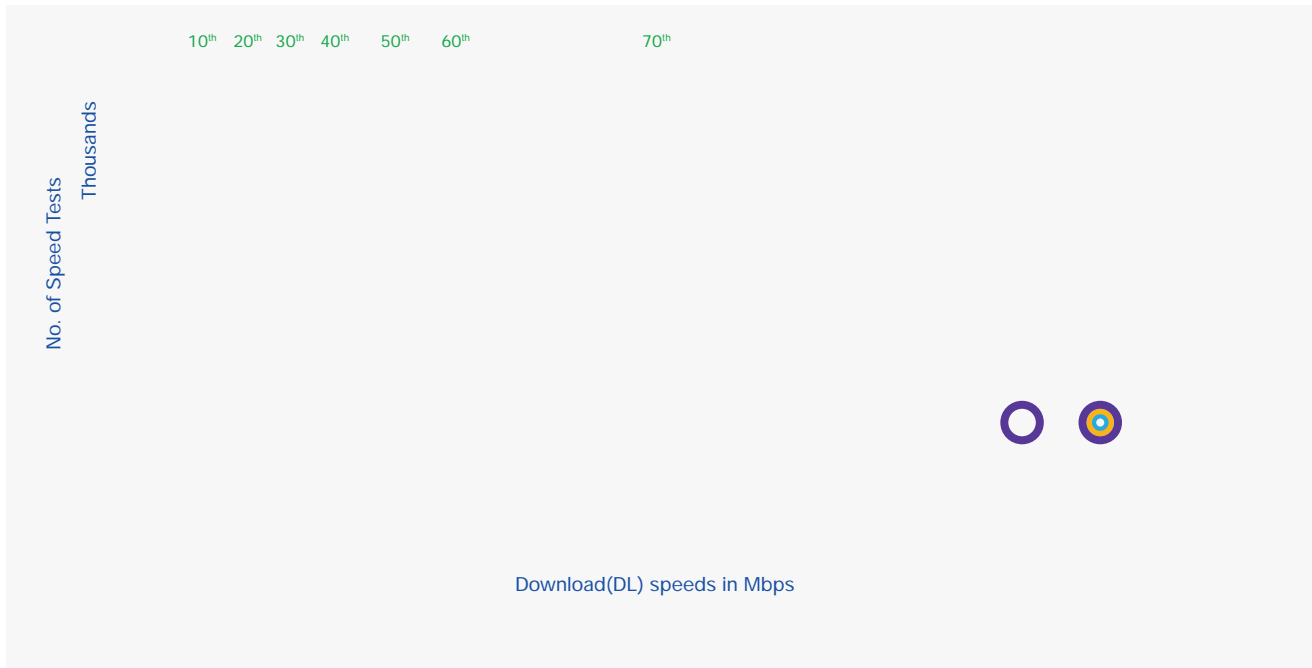 10th 20th 30th 40th 50th 60th 70th
Thousands
No. of Speed Tests
Download(DL) speeds in Mbps